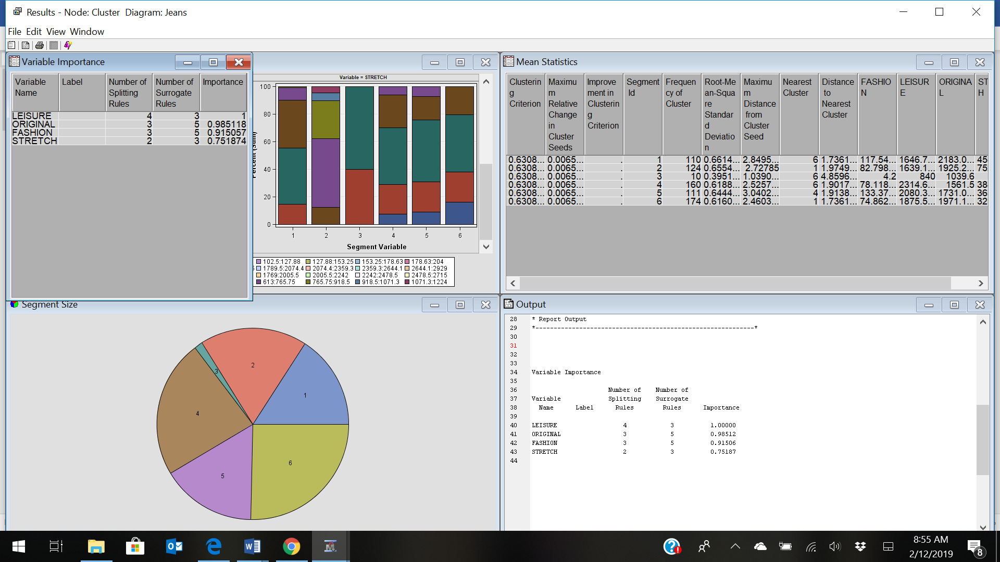 Results - Node: Cluster  Diagram: Jeans
File Edit View Window
Variable Importance
Variable Name Label Number of Splitting Rules Number of Surrogate Rules Importance
LEISURE 4 3 1
ORIGINAL 3 5 0.985118
FASHION 3 5 0.915057
STRETCH 2 3 0.751874
Variable = STRETCH
100
80
60
40
20
0
1 2 3 4 5 6
Segment Variable
102.5:127.88 127.88:153.25 153.25:178.63 178.63:204
1789.5:2074.4 2074.4:2359.3 2359.3:2644.1 2644.1:2929
1769:2005.5 2005.5:2242 2242:2478.5 2478.5:2715
613:765.75 765.75:918.5 918.5:1071.3 1071.3:1224
Mean Statistics
Clusterin Maximu Improve Segment Frequen Root-Me Maximu Nearest Distance FASHIO LEISUR ORIGINA ST
g m ment in Id cy of an-Squa m Cluster to N E L H
Criterion Relative Clusterin Cluster re Distance Nearest
Change g Standar from Cluster
in Criterion d Cluster
Cluster Deviatio Seed
Seeds n
0.6308... 0.0065... . 1 110 0.6614... 2.8495... 6 1.7361... 117.54... 1646.7... 2183.0... 45
0.6308... 0.0065... . 2 124 0.6554... 2.72785 1 1.9749... 82.798... 1639.1... 1925.2... 75
0.6308... 0.0065... . 3 10 0.3951... 1.0390... 6 4.8596... 4.2 840 1039.6
0.6308... 0.0065... . 4 160 0.6188... 2.5257... 6 1.9017... 78.118... 2314.6... 1561.5 38
0.6308... 0.0065... . 5 111 0.6444... 3.0402... 4 1.9138... 133.37... 2080.3... 1731.0... 36
0.6308... 0.0065... . 6 174 0.6160... 2.4603... 1 1.7361... 74.862... 1875.5... 1971.1... 32
Segment Size
1
2
3
4
5
6
Output
28 * Report Output
29 *------------------------------------------------------------*
30
31
32
33
34 Variable Importance
35
36 Number of Number of
37 Variable Splitting Surrogate
38 Name Label Rules Rules Importance
39
40 LEISURE 4 3 1.00000
41 ORIGINAL 3 5 0.98512
42 FASHION 3 5 0.91506
43 STRETCH 2 3 0.75187
44
8:55 AM
2/12/2019
8